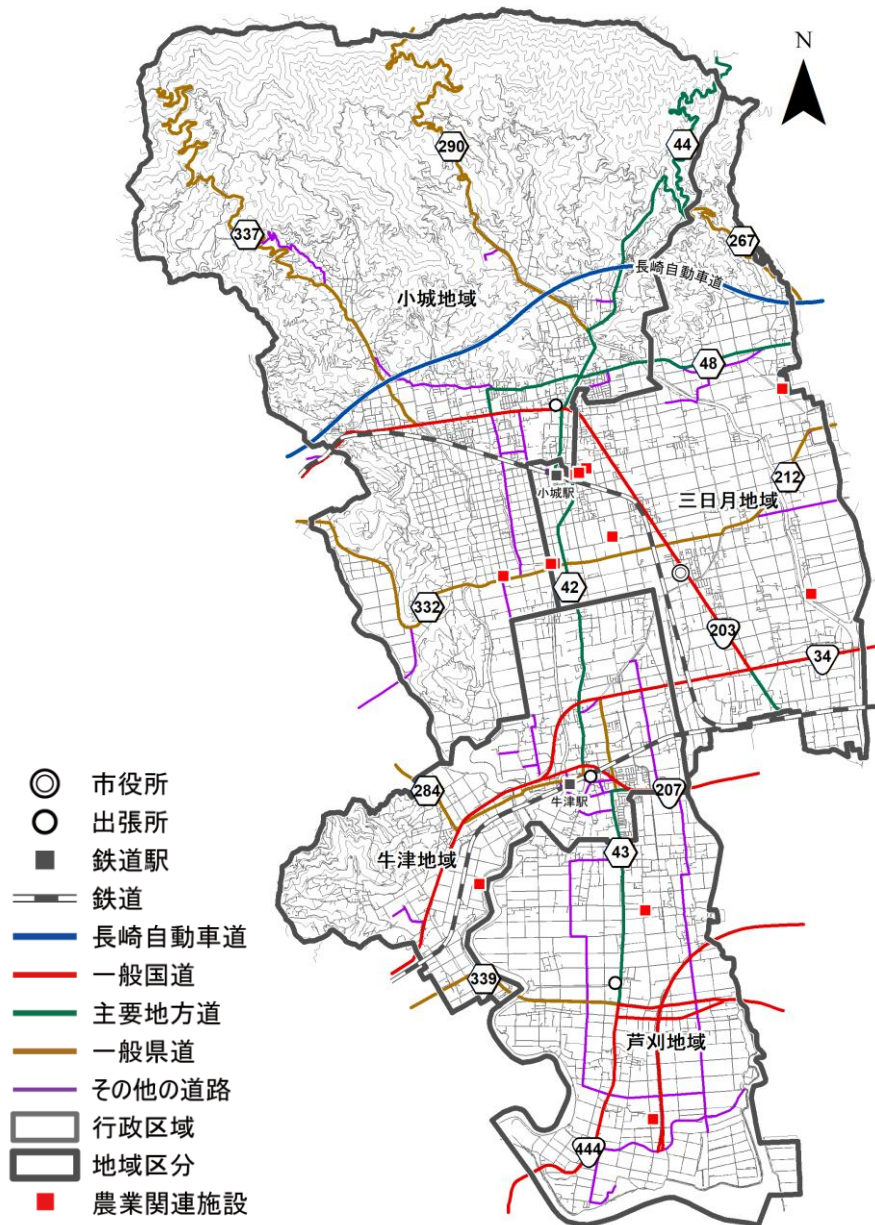 N
290
44
337
267
長崎自動車道
小城地域
48
212
小城駅
三日月地域
42
332
203
34
284
207
牛津駅
43
牛津地域
339
芦刈地域
444
市役所
出張所
鉄道駅
鉄道
長崎自動車道
一般国道
主要地方道
一般県道
その他の道路
行政区域
地域区分
農業関連施設